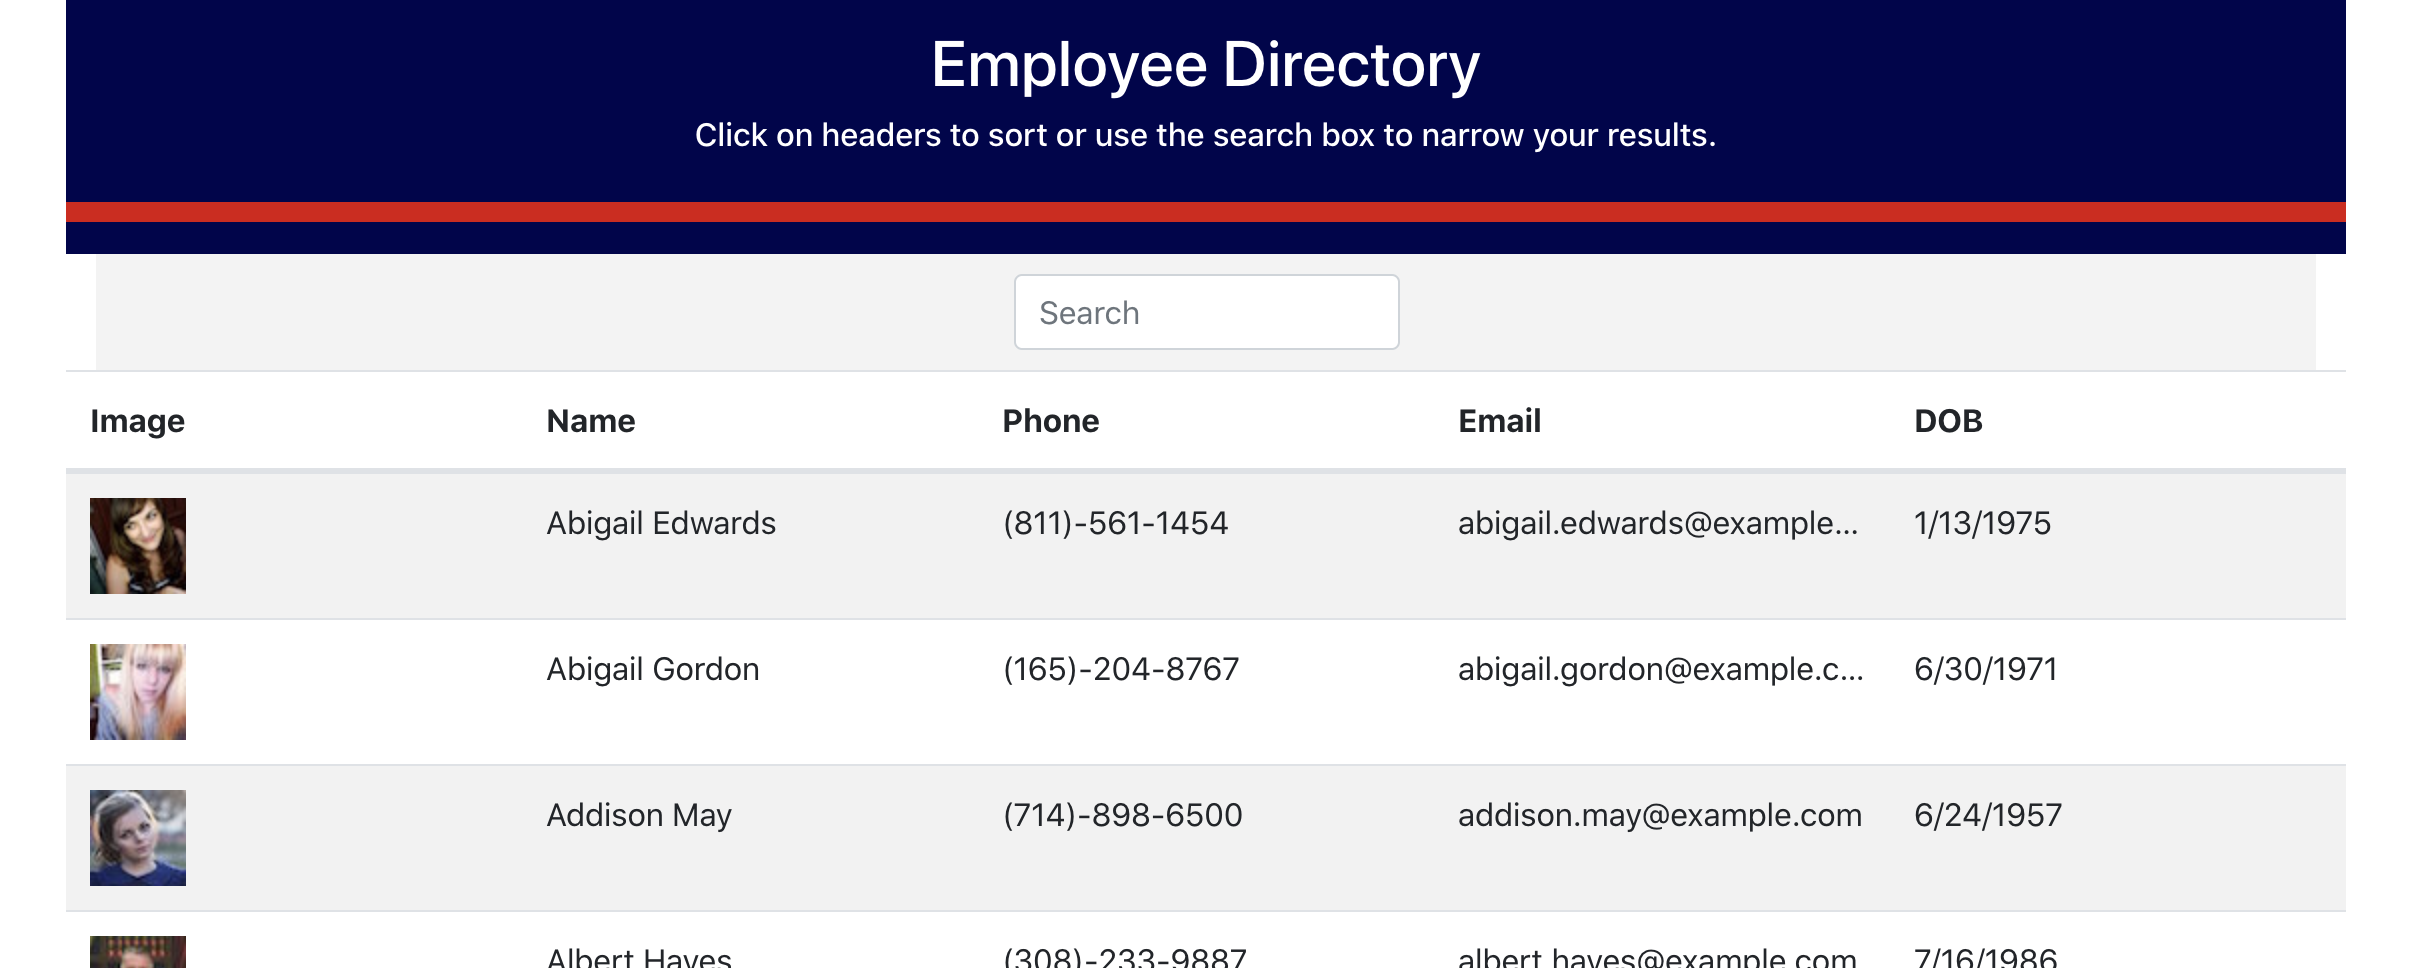 Employee Directory
Click on headers to sort or use the search box to narrow your results.
Search
Image Name Phone Email DOB
Abigail Edwards (811)-561-1454 abigail.edwards@example... 1/13/1975
Abigail Gordon (165)-204-8767 abigail.gordon@example.c... 6/30/1971
Addison May (714)-898-6500 addison.may@example.com 6/24/1957
Albert Hayes (308)-233-9887 albert.hayes@example.com 7/16/1986